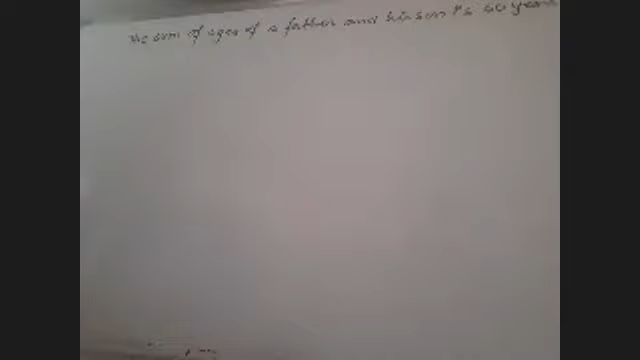 The sum of ages of a father and his son is 60 years